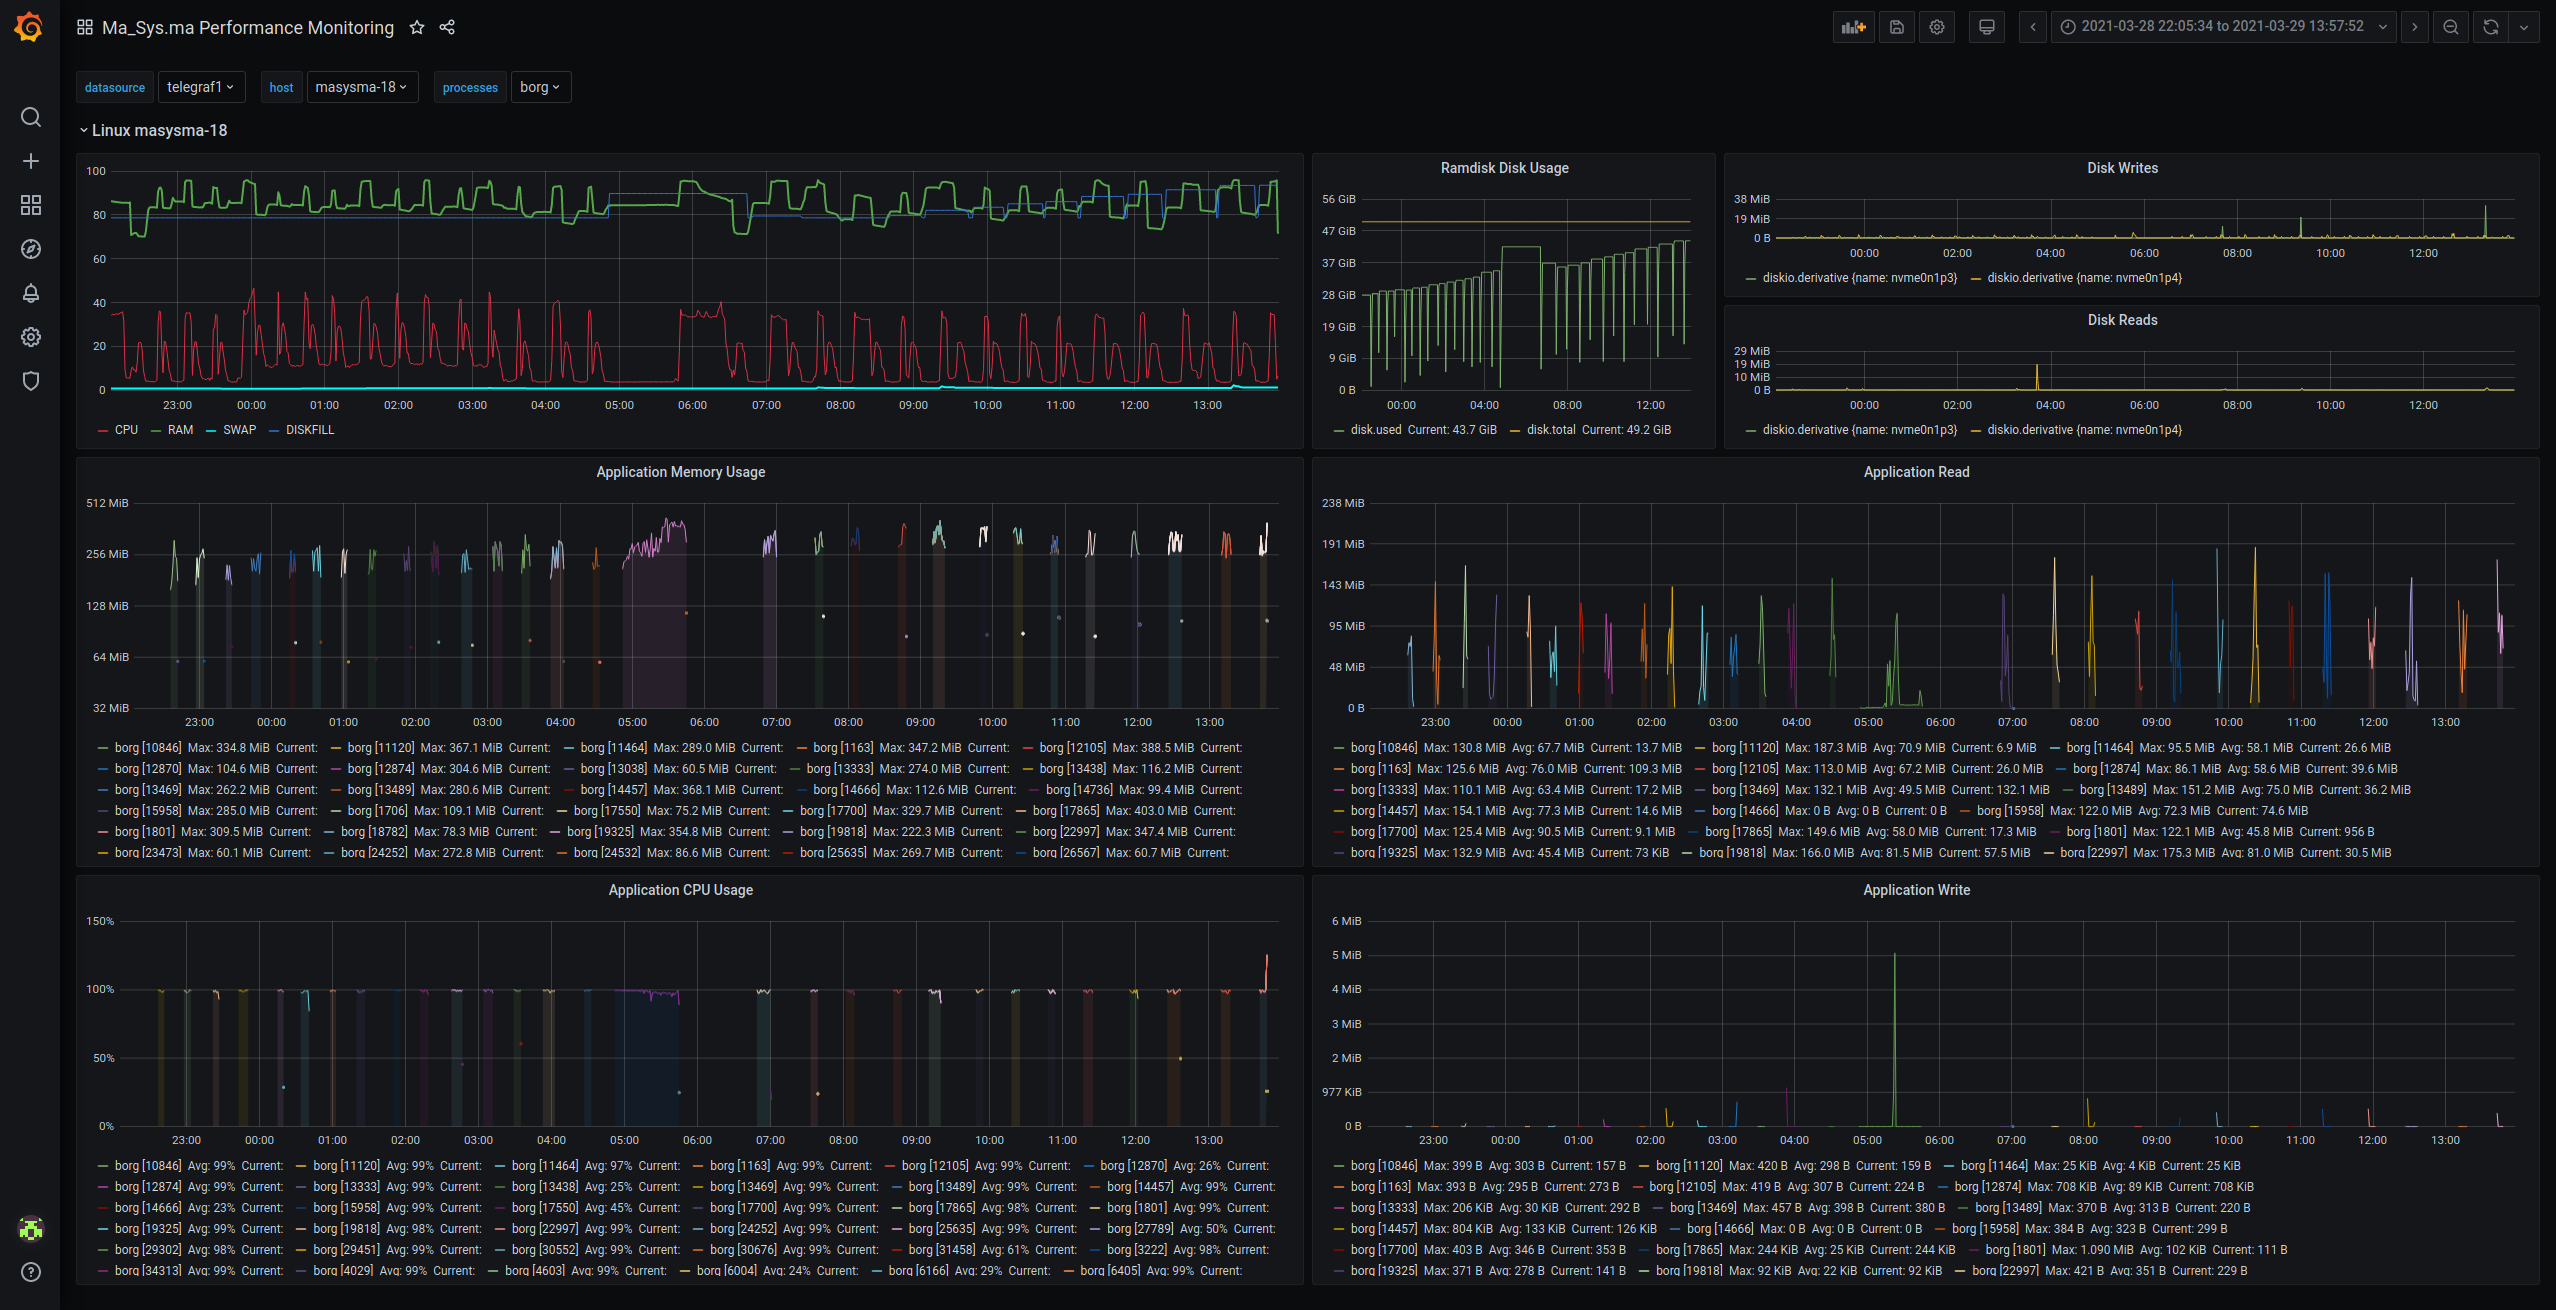 Ma_Sys.ma Performance Monitoring
2021-03-28 22:05:34 to 2021-03-29 13:57:52
datasource telegraf1 host masysma-18 processes borg
Linux masysma-18
100
80
60
40
20
0
23:00 00:00 01:00 02:00 03:00 04:00 05:00 06:00 07:00 08:00 09:00 10:00 11:00 12:00 13:00
CPU RAM SWAP DISKFILL
Ramdisk Disk Usage
56 GiB
47 GiB
37 GiB
28 GiB
19 GiB
9 GiB
0 B
00:00 04:00 08:00 12:00
disk.used Current: 43.7 GiB disk.total Current: 49.2 GiB
Disk Writes
38 MiB
19 MiB
0 B
00:00 02:00 04:00 06:00 08:00 10:00 12:00
diskio.derivative {name: nvme0n1p3} diskio.derivative {name: nvme0n1p4}
Disk Reads
29 MiB
19 MiB
10 MiB
0 B
00:00 02:00 04:00 06:00 08:00 10:00 12:00
diskio.derivative {name: nvme0n1p3} diskio.derivative {name: nvme0n1p4}
Application Memory Usage
512 MiB
256 MiB
128 MiB
64 MiB
32 MiB
23:00 00:00 01:00 02:00 03:00 04:00 05:00 06:00 07:00 08:00 09:00 10:00 11:00 12:00 13:00
borg [10846] Max: 334.8 MiB Current: borg [11120] Max: 367.1 MiB Current: borg [11464] Max: 289.0 MiB Current: borg [1163] Max: 347.2 MiB Current: borg [12105] Max: 388.5 MiB Current:
borg [12870] Max: 104.6 MiB Current: borg [12874] Max: 304.6 MiB Current: borg [13038] Max: 60.5 MiB Current: borg [13333] Max: 274.0 MiB Current: borg [13438] Max: 116.2 MiB Current:
borg [13469] Max: 262.2 MiB Current: borg [13489] Max: 280.6 MiB Current: borg [14457] Max: 368.1 MiB Current: borg [14666] Max: 112.6 MiB Current: borg [14736] Max: 99.4 MiB Current:
borg [15958] Max: 285.0 MiB Current: borg [1706] Max: 109.1 MiB Current: borg [17550] Max: 75.2 MiB Current: borg [17700] Max: 329.7 MiB Current: borg [17865] Max: 403.0 MiB Current:
borg [1801] Max: 309.5 MiB Current: borg [18782] Max: 78.3 MiB Current: borg [19325] Max: 354.8 MiB Current: borg [19818] Max: 222.3 MiB Current: borg [22997] Max: 347.4 MiB Current:
borg [23473] Max: 60.1 MiB Current: borg [24252] Max: 272.8 MiB Current: borg [24532] Max: 86.6 MiB Current: borg [25635] Max: 269.7 MiB Current: borg [26567] Max: 60.7 MiB Current:
Application Read
238 MiB
191 MiB
143 MiB
95 MiB
48 MiB
0 B
23:00 00:00 01:00 02:00 03:00 04:00 05:00 06:00 07:00 08:00 09:00 10:00 11:00 12:00 13:00
borg [10846] Max: 130.8 MiB Avg: 67.7 MiB Current: 13.7 MiB borg [11120] Max: 187.3 MiB Avg: 70.9 MiB Current: 6.9 MiB borg [11464] Max: 95.5 MiB Avg: 58.1 MiB Current: 26.6 MiB
borg [1163] Max: 125.6 MiB Avg: 76.0 MiB Current: 109.3 MiB borg [12105] Max: 113.0 MiB Avg: 67.2 MiB Current: 26.0 MiB borg [12874] Max: 86.1 MiB Avg: 58.6 MiB Current: 39.6 MiB
borg [13333] Max: 110.1 MiB Avg: 63.4 MiB Current: 17.2 MiB borg [13469] Max: 132.1 MiB Avg: 49.5 MiB Current: 132.1 MiB borg [13489] Max: 151.2 MiB Avg: 75.0 MiB Current: 36.2 MiB
borg [14457] Max: 154.1 MiB Avg: 77.3 MiB Current: 14.6 MiB borg [14666] Max: 0 B Avg: 0 B Current: 0 B borg [15958] Max: 122.0 MiB Avg: 72.3 MiB Current: 74.6 MiB
borg [17700] Max: 125.4 MiB Avg: 90.5 MiB Current: 9.1 MiB borg [17865] Max: 149.6 MiB Avg: 58.0 MiB Current: 17.3 MiB borg [1801] Max: 122.1 MiB Avg: 45.8 MiB Current: 956 B
borg [19325] Max: 132.9 MiB Avg: 45.4 MiB Current: 73 KiB borg [19818] Max: 166.0 MiB Avg: 81.5 MiB Current: 57.5 MiB borg [22997] Max: 175.3 MiB Avg: 81.0 MiB Current: 30.5 MiB
Application CPU Usage
150%
100%
50%
0%
23:00 00:00 01:00 02:00 03:00 04:00 05:00 06:00 07:00 08:00 09:00 10:00 11:00 12:00 13:00
borg [10846] Avg: 99% Current: borg [11120] Avg: 99% Current: borg [11464] Avg: 97% Current: borg [1163] Avg: 99% Current: borg [12105] Avg: 99% Current: borg [12870] Avg: 26% Current:
borg [12874] Avg: 99% Current: borg [13333] Avg: 99% Current: borg [13438] Avg: 25% Current: borg [13469] Avg: 99% Current: borg [13489] Avg: 99% Current: borg [14457] Avg: 99% Current:
borg [14666] Avg: 23% Current: borg [15958] Avg: 99% Current: borg [17550] Avg: 45% Current: borg [17700] Avg: 99% Current: borg [17865] Avg: 98% Current: borg [1801] Avg: 99% Current:
borg [19325] Avg: 99% Current: borg [19818] Avg: 98% Current: borg [22997] Avg: 99% Current: borg [24252] Avg: 99% Current: borg [25635] Avg: 99% Current: borg [27789] Avg: 50% Current:
borg [29302] Avg: 98% Current: borg [29451] Avg: 99% Current: borg [30552] Avg: 99% Current: borg [30676] Avg: 99% Current: borg [31458] Avg: 61% Current: borg [3222] Avg: 98% Current:
borg [34313] Avg: 99% Current: borg [4029] Avg: 99% Current: borg [4603] Avg: 99% Current: borg [6004] Avg: 24% Current: borg [6166] Avg: 29% Current: borg [6405] Avg: 99% Current:
Application Write
6 MiB
5 MiB
4 MiB
3 MiB
2 MiB
977 KiB
0 B
23:00 00:00 01:00 02:00 03:00 04:00 05:00 06:00 07:00 08:00 09:00 10:00 11:00 12:00 13:00
borg [10846] Max: 399 B Avg: 303 B Current: 157 B borg [11120] Max: 420 B Avg: 298 B Current: 159 B borg [11464] Max: 25 KiB Avg: 4 KiB Current: 25 KiB
borg [1163] Max: 393 B Avg: 295 B Current: 273 B borg [12105] Max: 419 B Avg: 307 B Current: 224 B borg [12874] Max: 708 KiB Avg: 89 KiB Current: 708 KiB
borg [13333] Max: 206 KiB Avg: 30 KiB Current: 292 B borg [13469] Max: 457 B Avg: 398 B Current: 380 B borg [13489] Max: 370 B Avg: 313 B Current: 220 B
borg [14457] Max: 804 KiB Avg: 133 KiB Current: 126 KiB borg [14666] Max: 0 B Avg: 0 B Current: 0 B borg [15958] Max: 384 B Avg: 323 B Current: 299 B
borg [17700] Max: 403 B Avg: 346 B Current: 353 B borg [17865] Max: 244 KiB Avg: 25 KiB Current: 244 KiB borg [1801] Max: 1.090 MiB Avg: 102 KiB Current: 111 B
borg [19325] Max: 371 B Avg: 278 B Current: 141 B borg [19818] Max: 92 KiB Avg: 22 KiB Current: 92 KiB borg [22997] Max: 421 B Avg: 351 B Current: 229 B